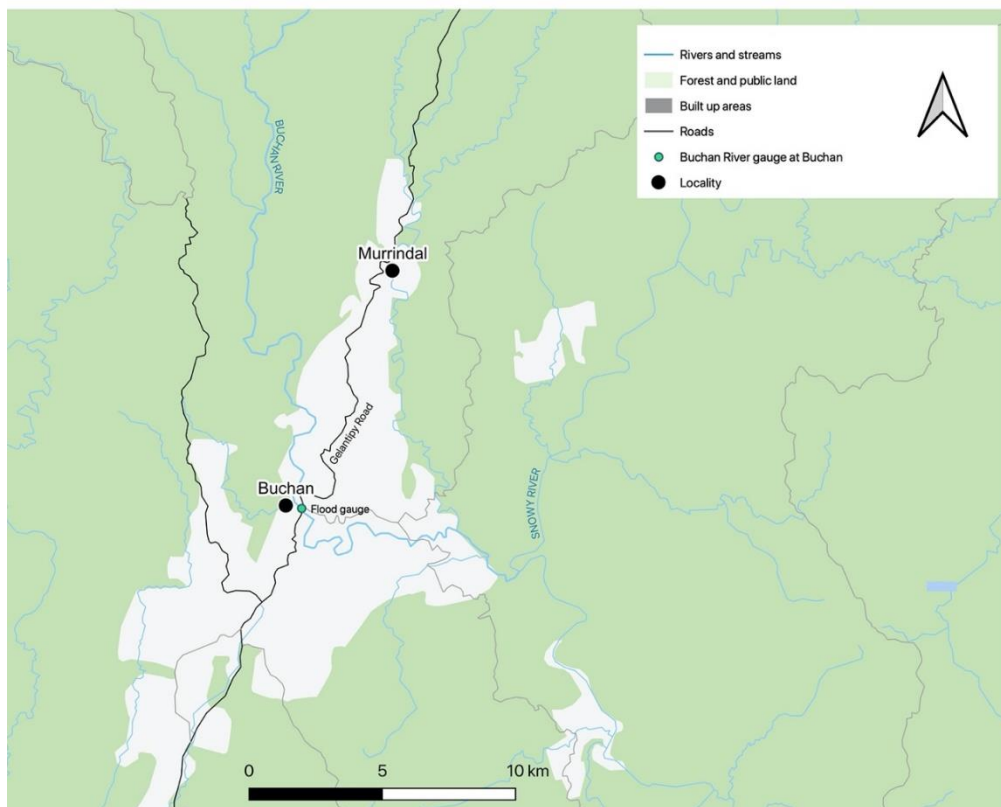 Rivers and streams
Forest and public land
Built up areas
Roads
Buchan River gauge at Buchan
Locality
BUCHAN RIVER
Murrindal
Gelantipy Road
Buchan
Flood gauge
SNOWY RIVER
0 5 10 km